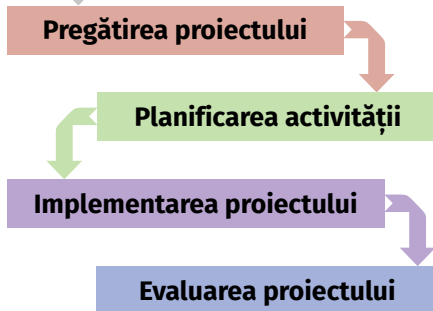 Pregătirea proiectului
Planificarea activității
Implementarea proiectului
Evaluarea proiectului